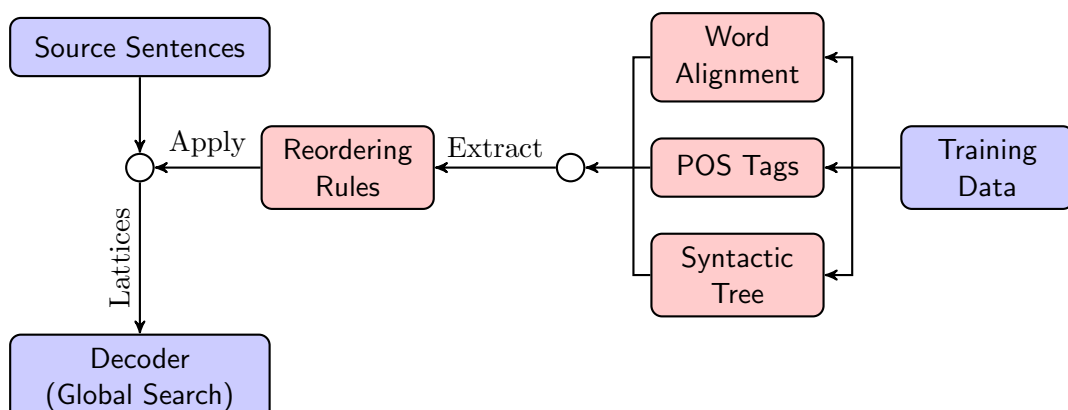 Source Sentences
Word
Alignment
Apply
Reordering
Rules
Extract
POS Tags
Training
Data
Lattices
Syntactic
Tree
Decoder
(Global Search)